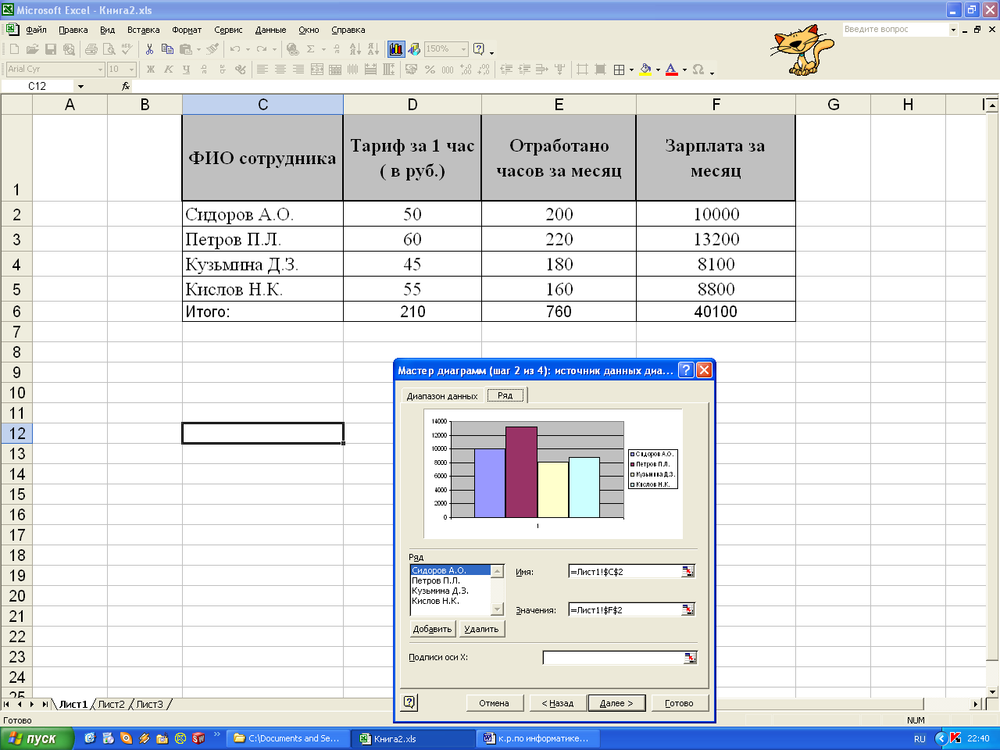 Microsoft Excel - Книга2.xls
Файл Правка Вид Вставка Формат Сервис Данные Окно Справка
Введите вопрос
150%
Arial Cyr 10 Ж К Ч
C12 fx
A B C D E F G H I
1 ФИО сотрудника Тариф за 1 час ( в руб.) Отработано часов за месяц Зарплата за месяц
2 Сидоров А.О. 50 200 10000
3 Петров П.Л. 60 220 13200
4 Кузьмина Д.З. 45 180 8100
5 Кислов Н.К. 55 160 8800
6 Итого: 210 760 40100
7
8
9
10
11
12
13
14
15
16
17
18
19
20
21
22
23
24
25
Мастер диаграмм (шаг 2 из 4): источник данных диа...
Диапазон данных Ряд
14000
12000
10000
8000
6000
4000
2000
0
1
Сидоров А.О.
Петров П.Л.
Кузьмина Д.З.
Кислов Н.К.
Ряд
Сидоров А.О.
Петров П.Л.
Кузьмина Д.З.
Кислов Н.К.
Имя: =Лист1!$C$2
Значения: =Лист1!$F$2
Добавить Удалить
Подписи оси X:
Отмена < Назад Далее > Готово
Лист1 Лист2 Лист3
Готово NUM
пуск C:\Documents and Se... Книга2.xls к.р.по информатике... RU 22:40